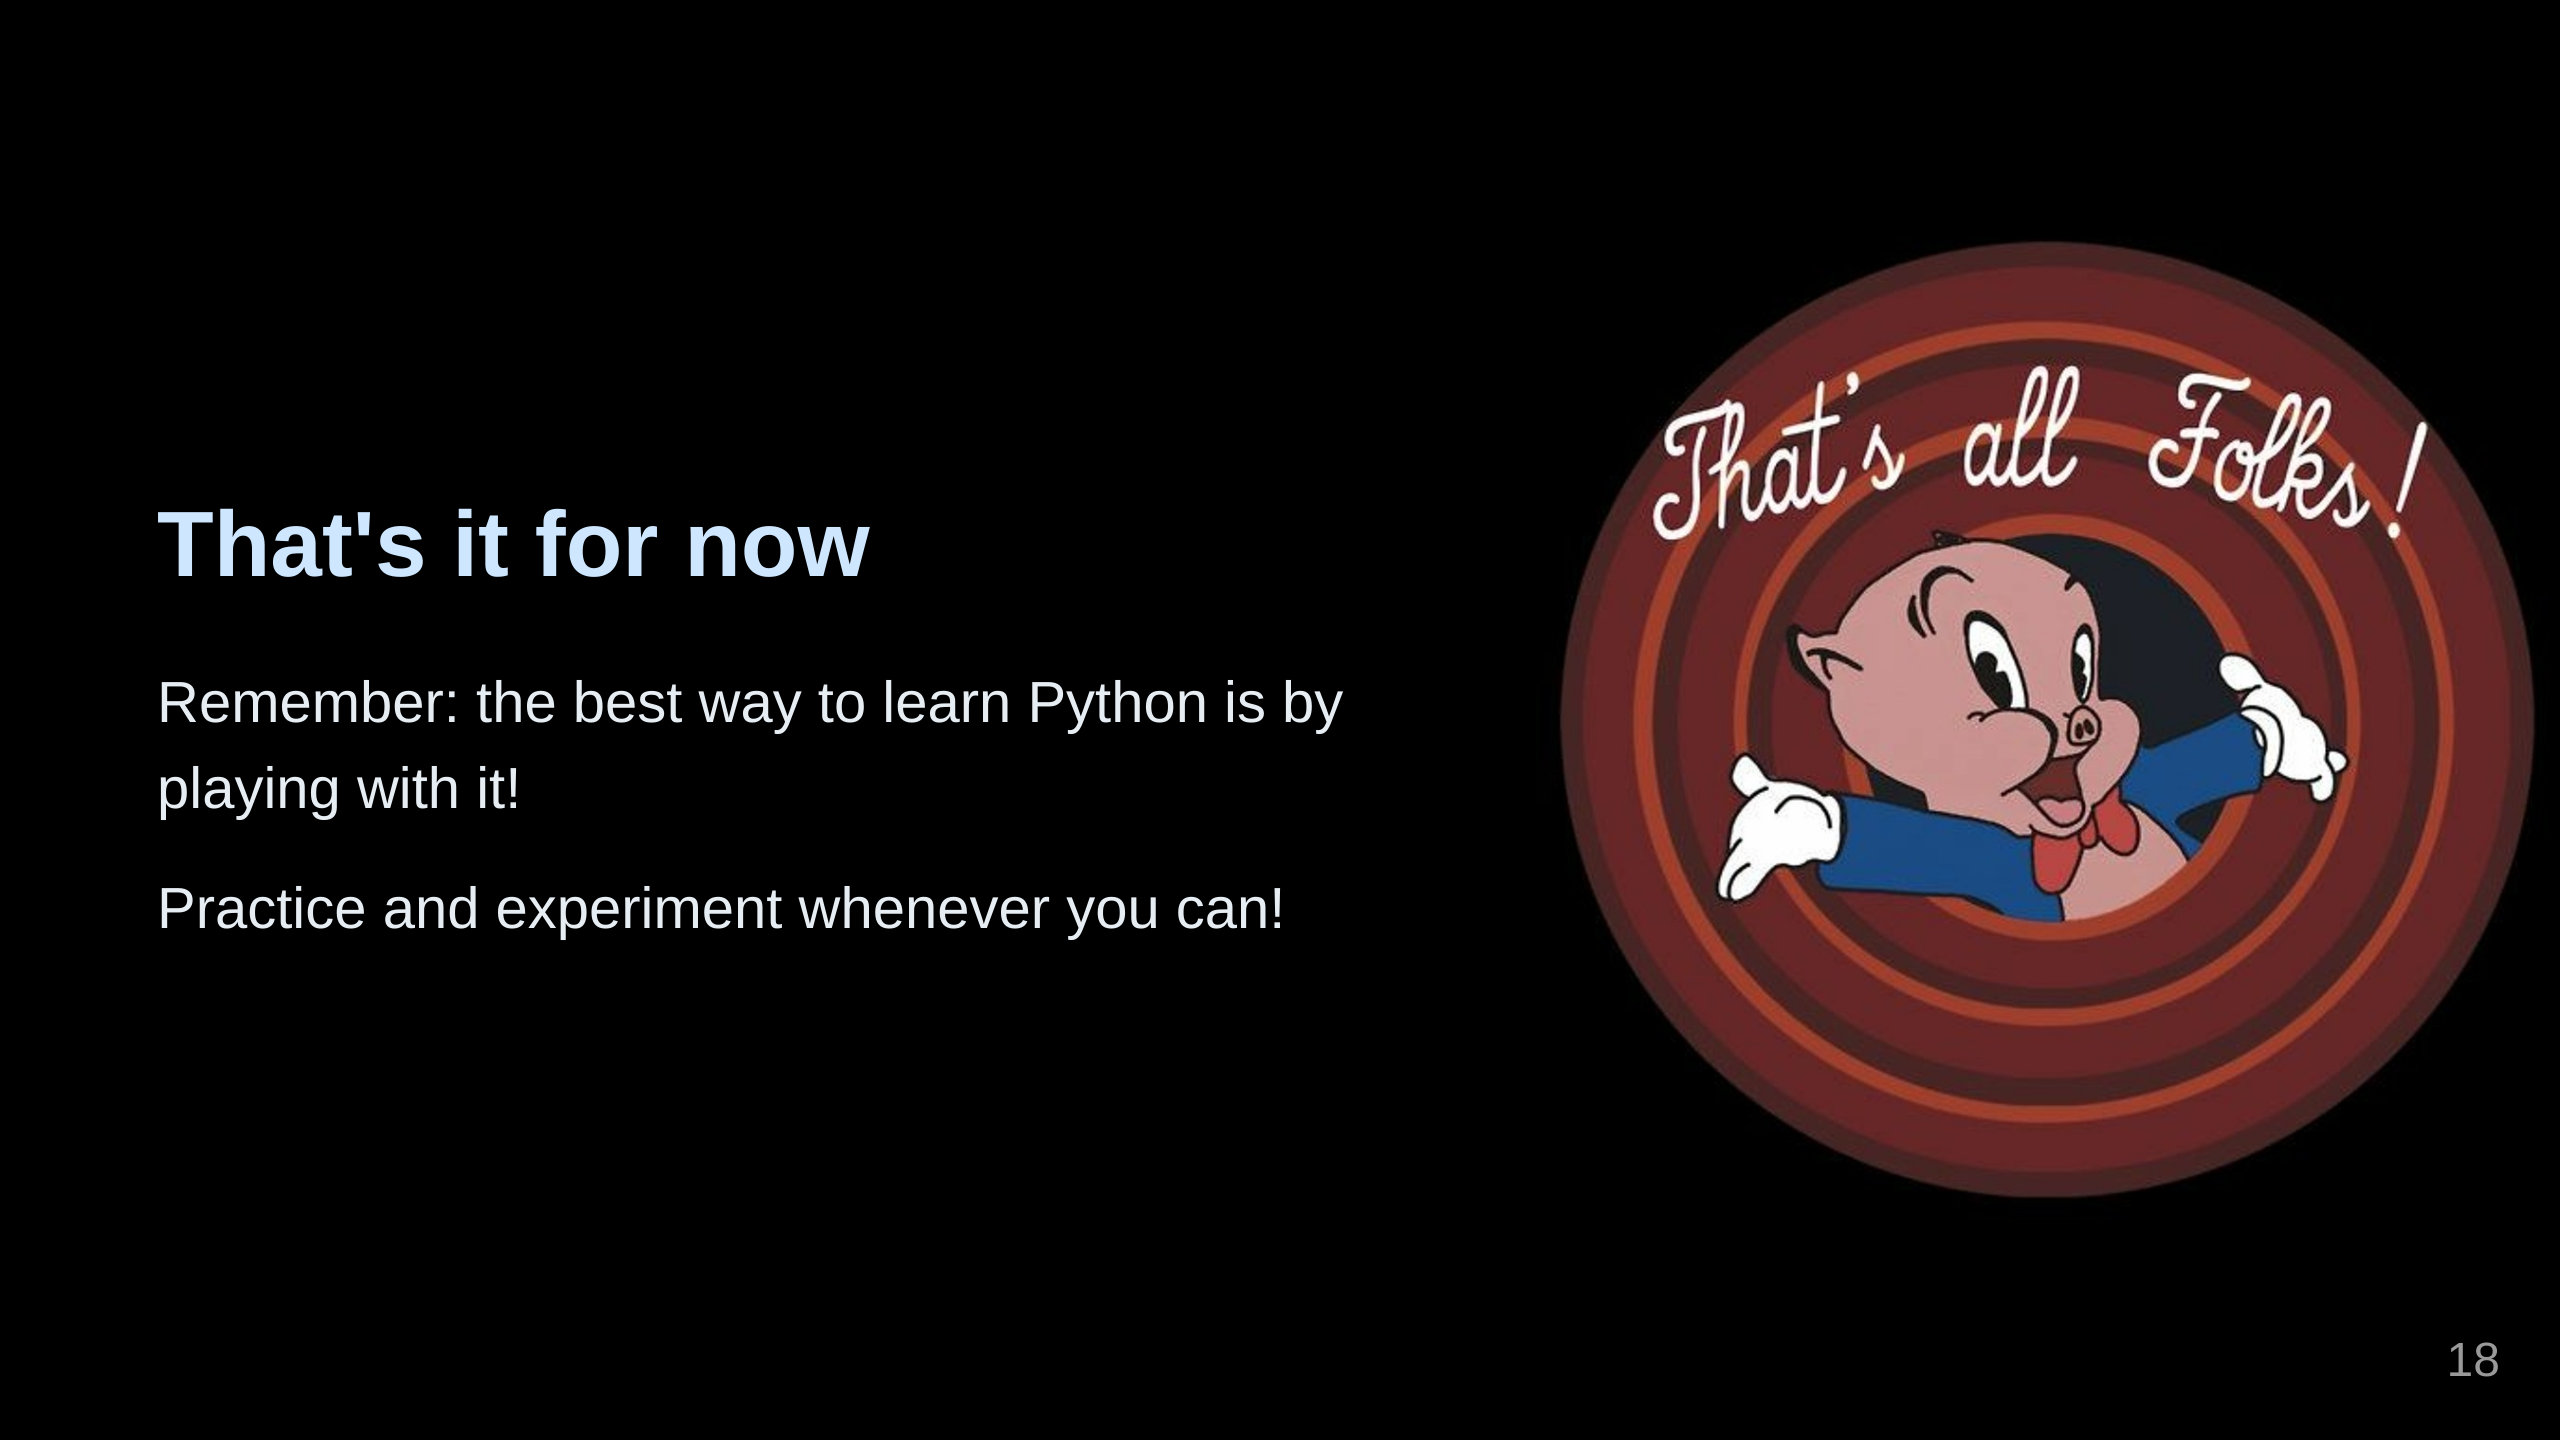 That's it for now
Remember: the best way to learn Python is by
playing with it!
Practice and experiment whenever you can!
That's all Folks!
18